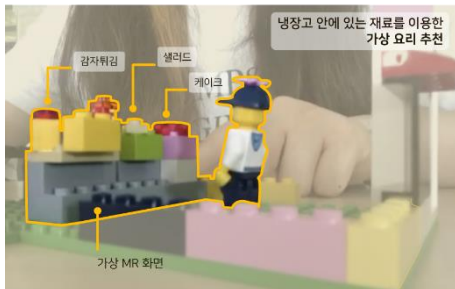 냉장고 안에 있는 재료를 이용한
가상 요리 추천
감자튀김
샐러드
케이크
가상 MR 화면